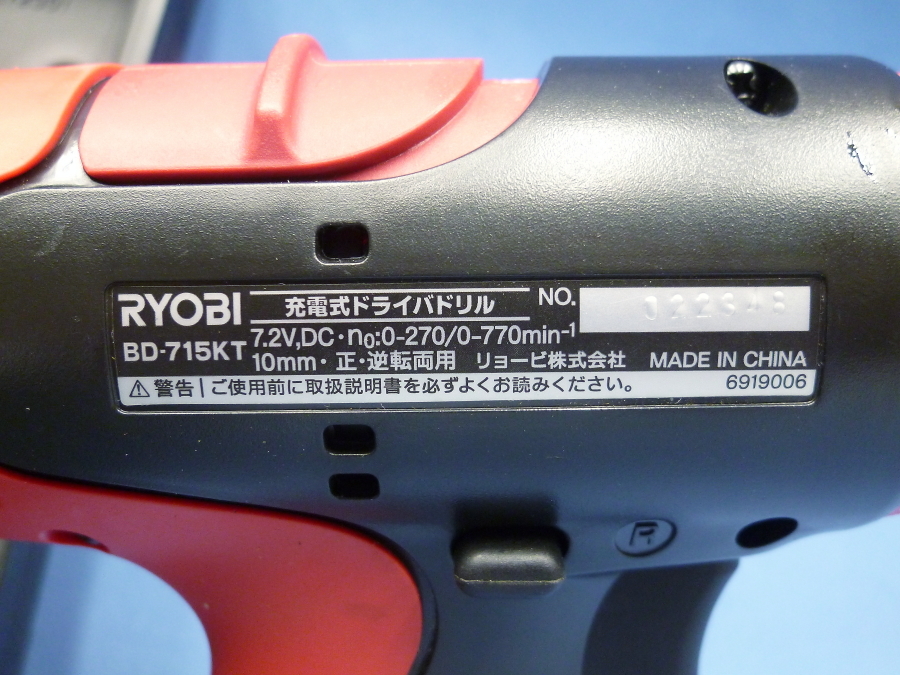 RYOBI 充電式ドライバドリル NO. 022848
BD-715KT 7.2V,DC・n₀:0-270/0-770min⁻¹
10mm・正・逆転両用 リョービ株式会社 MADE IN CHINA
⚠警告 ご使用前に取扱説明書を必ずよくお読みください。 6919006
R